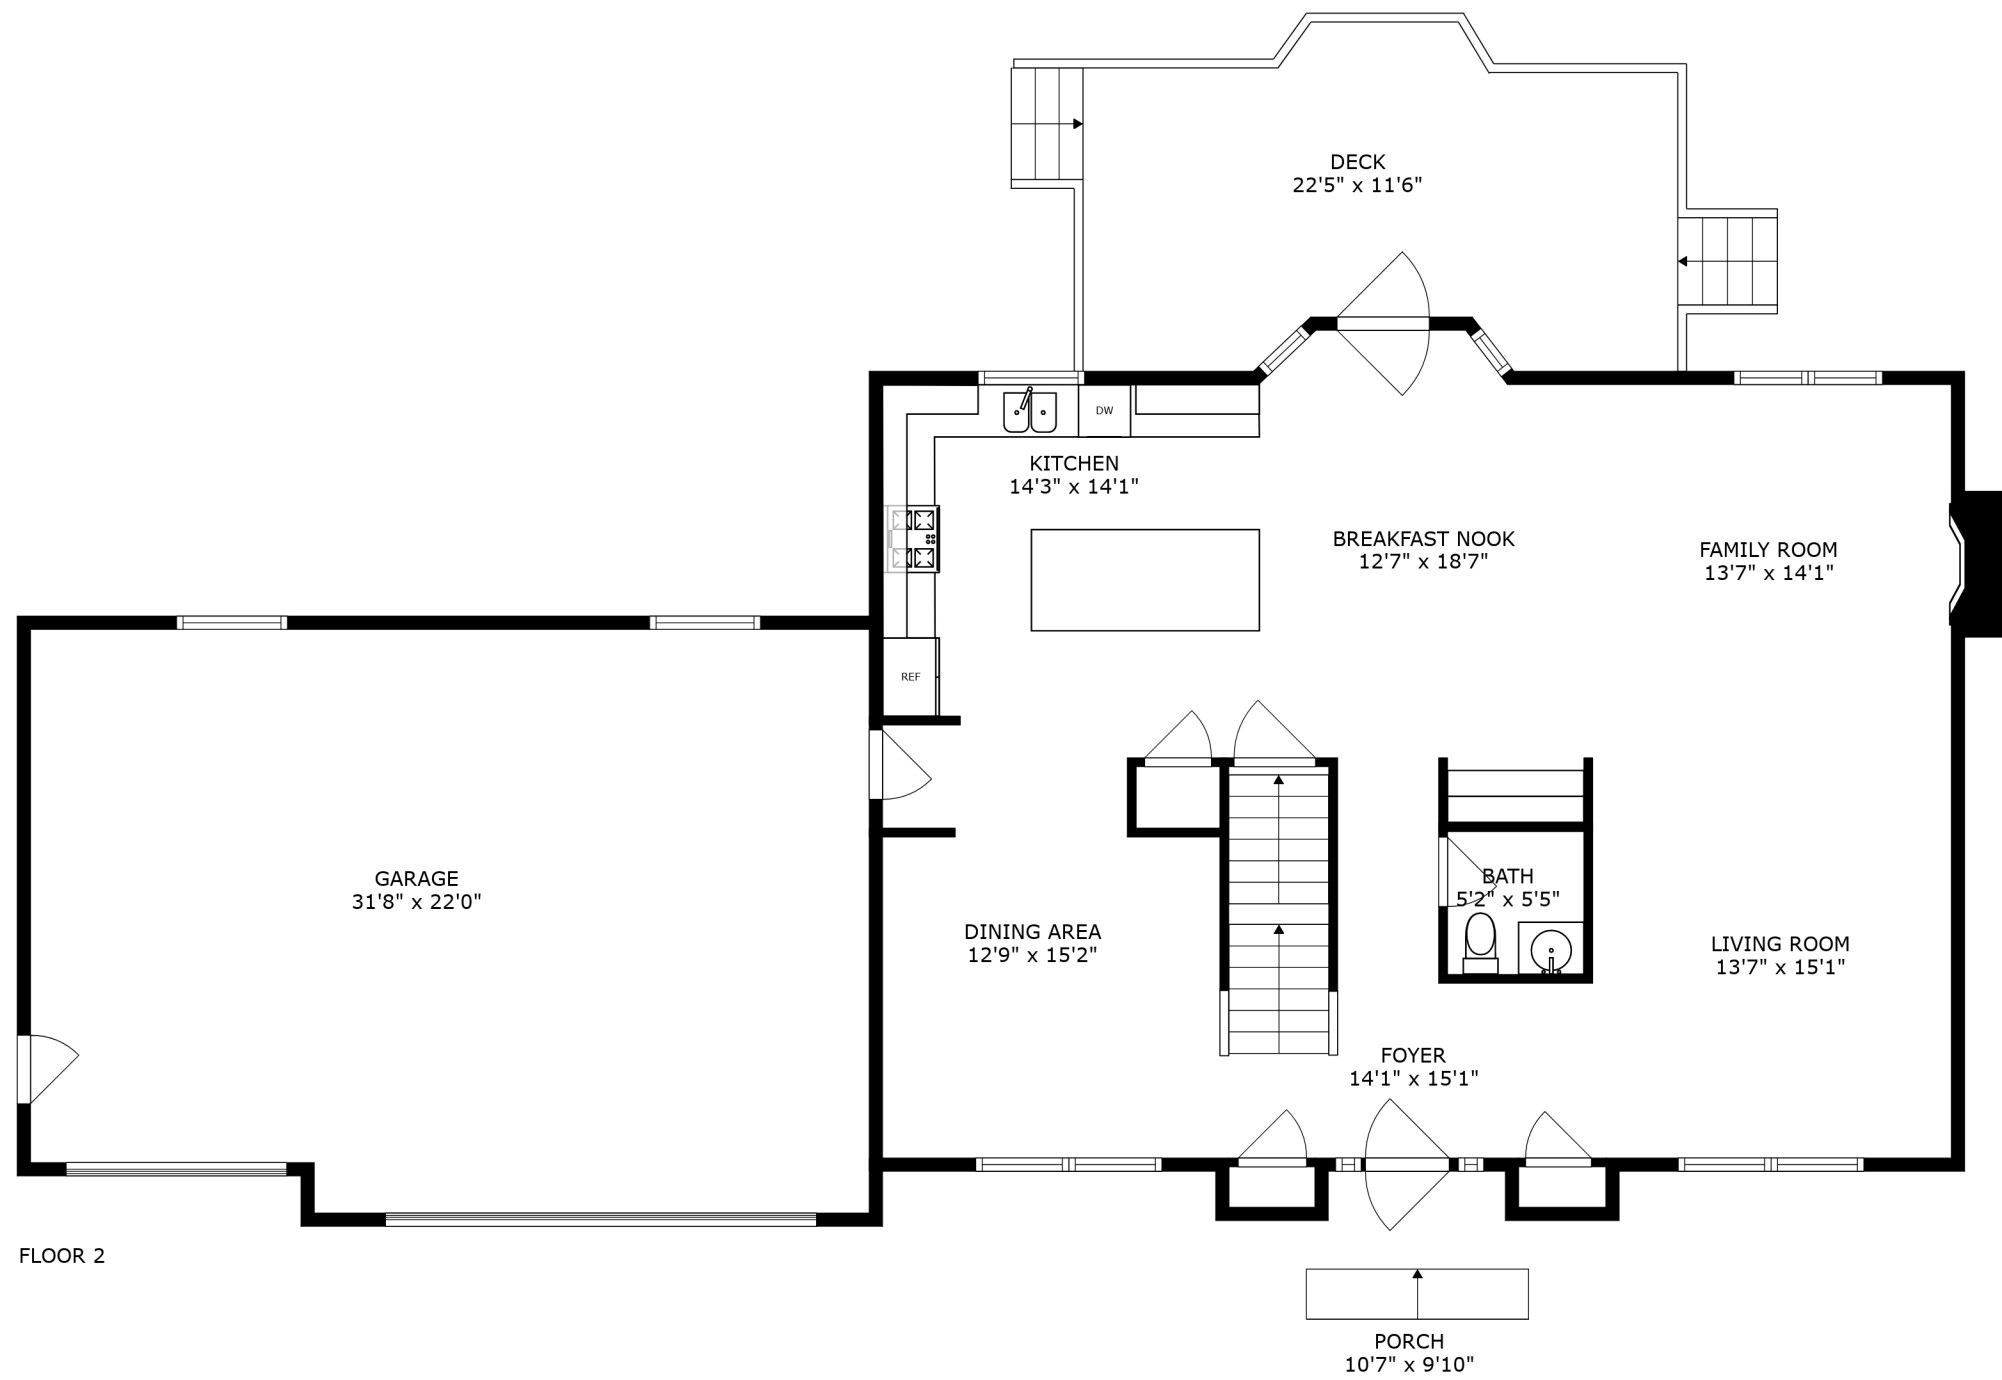 DECK
22'5" x 11'6"
DW
KITCHEN
14'3" x 14'1"
BREAKFAST NOOK
12'7" x 18'7"
FAMILY ROOM
13'7" x 14'1"
REF
GARAGE
31'8" x 22'0"
BATH
5'2" x 5'5"
DINING AREA
12'9" x 15'2"
LIVING ROOM
13'7" x 15'1"
FOYER
14'1" x 15'1"
FLOOR 2
PORCH
10'7" x 9'10"